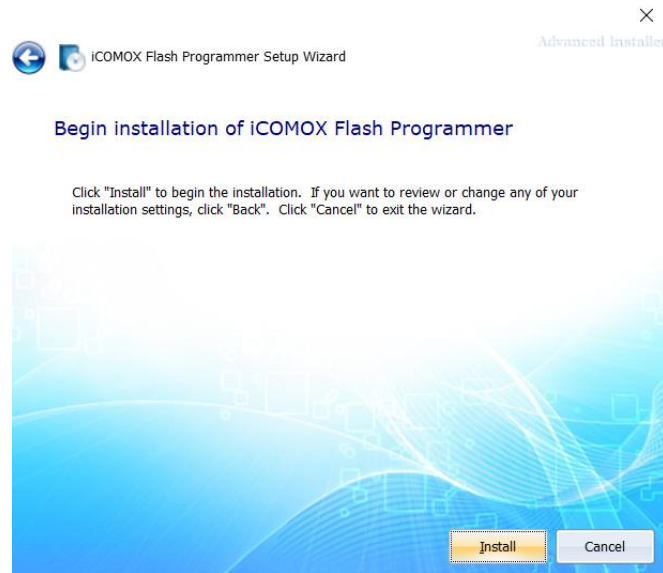 Advanced Installer
iCOMOX Flash Programmer Setup Wizard
Begin installation of iCOMOX Flash Programmer
Click "Install" to begin the installation.  If you want to review or change any of your
installation settings, click "Back".  Click "Cancel" to exit the wizard.
Install
Cancel